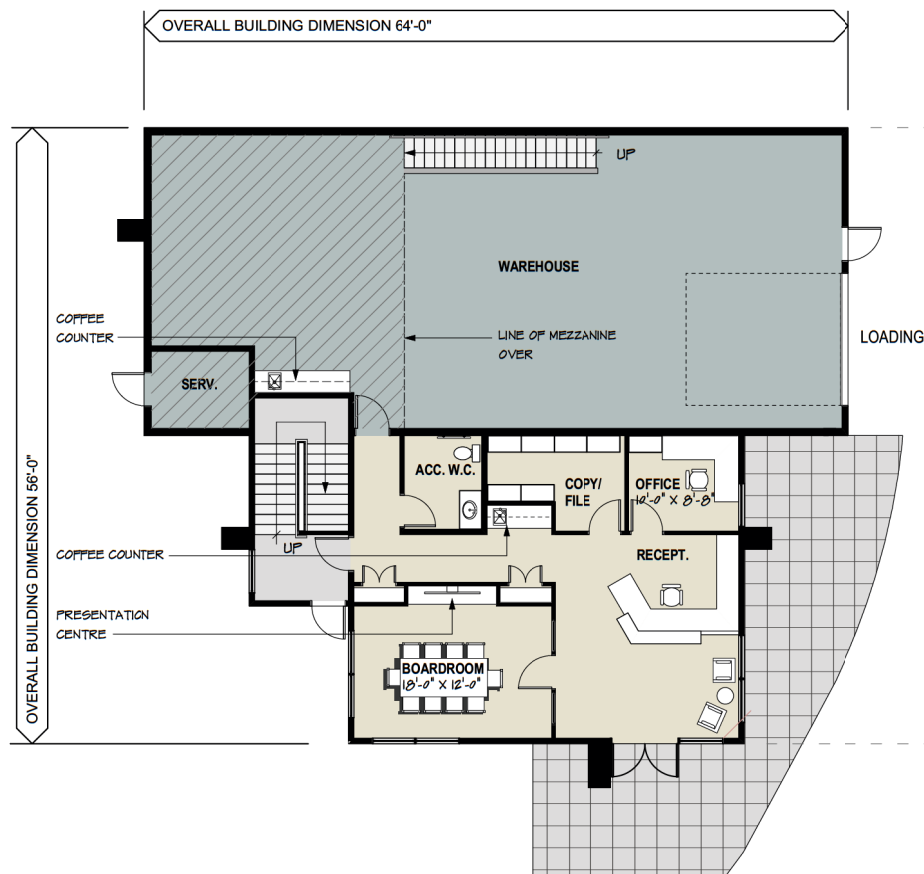 OVERALL BUILDING DIMENSION 64'-0"
OVERALL BUILDING DIMENSION 56'-0"
UP
WAREHOUSE
COFFEE
COUNTER
LINE OF MEZZANINE
OVER
LOADING
SERV.
ACC. W.C.
COPY/
FILE
OFFICE
10'-0" X 8'-8"
UP
COFFEE COUNTER
RECEPT.
PRESENTATION
CENTRE
BOARDROOM
18'-0" X 12'-0"